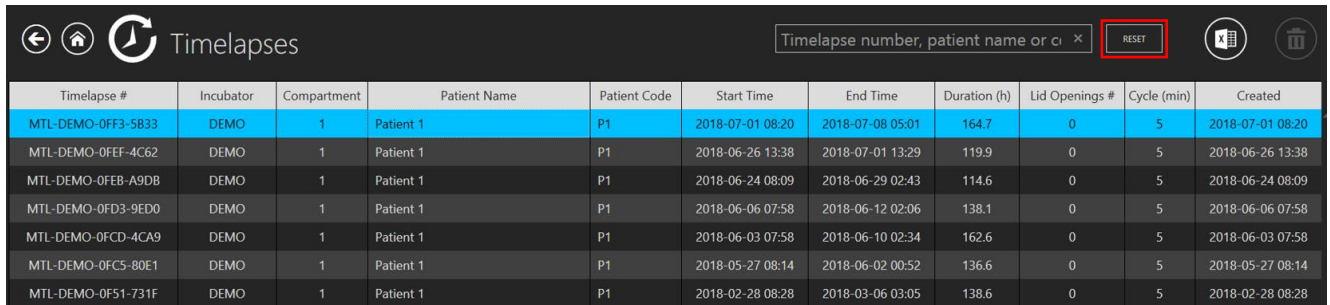 Timelapses
Timelapse number, patient name or c ×
RESET
Timelapse # Incubator Compartment Patient Name Patient Code Start Time End Time Duration (h) Lid Openings # Cycle (min) Created
MTL-DEMO-0FF3-5B33 DEMO 1 Patient 1 P1 2018-07-01 08:20 2018-07-08 05:01 164.7 0 5 2018-07-01 08:20
MTL-DEMO-0FEF-4C62 DEMO 1 Patient 1 P1 2018-06-26 13:38 2018-07-01 13:29 119.9 0 5 2018-06-26 13:38
MTL-DEMO-0FEB-A9DB DEMO 1 Patient 1 P1 2018-06-24 08:09 2018-06-29 02:43 114.6 0 5 2018-06-24 08:09
MTL-DEMO-0FD3-9ED0 DEMO 1 Patient 1 P1 2018-06-06 07:58 2018-06-12 02:06 138.1 0 5 2018-06-06 07:58
MTL-DEMO-0FCD-4CA9 DEMO 1 Patient 1 P1 2018-06-03 07:58 2018-06-10 02:34 162.6 0 5 2018-06-03 07:58
MTL-DEMO-0FC5-80E1 DEMO 1 Patient 1 P1 2018-05-27 08:14 2018-06-02 00:52 136.6 0 5 2018-05-27 08:14
MTL-DEMO-0F51-731F DEMO 1 Patient 1 P1 2018-02-28 08:28 2018-03-06 03:05 138.6 0 5 2018-02-28 08:28